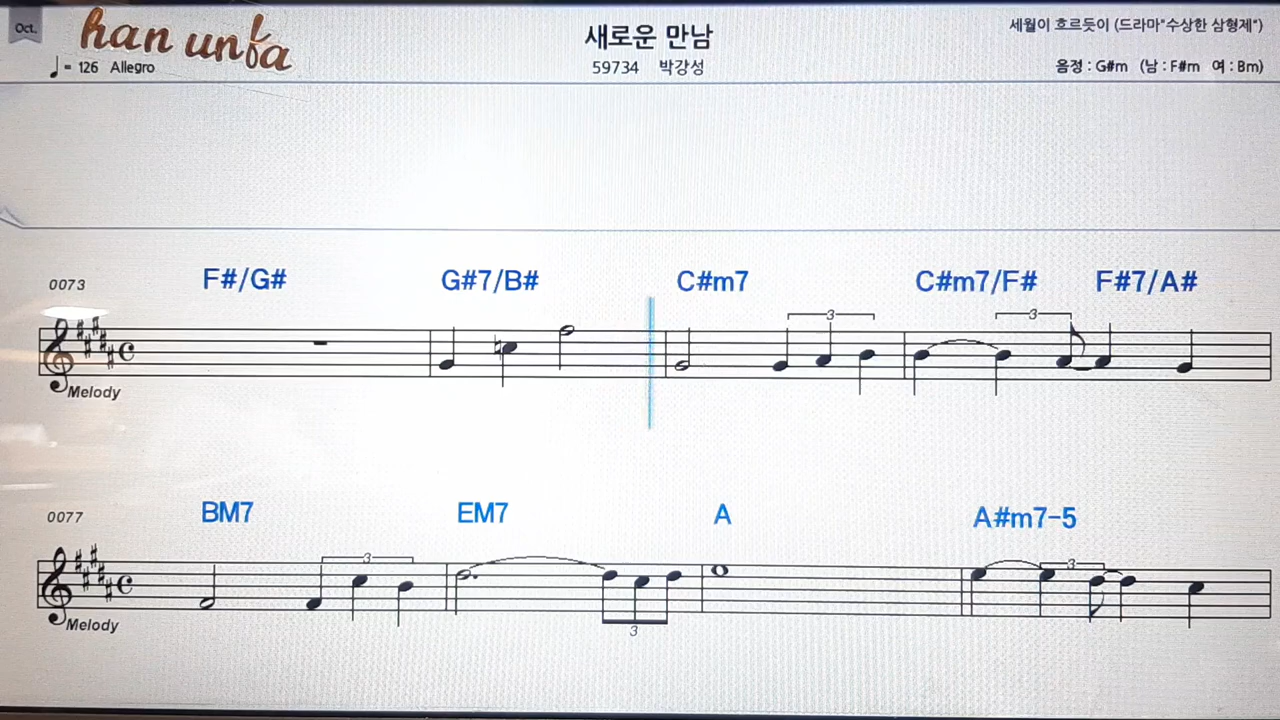 Oct.
han unfa
새로운 만남
세월이 흐르듯이 (드라마"수상한 삼형제")
♩= 126 Allegro
59734 박강성
음정 : G#m (남 : F#m 여 : Bm)
0073 F#/G# G#7/B# C#m7 C#m7/F# F#7/A#
3 3
Melody
0077 BM7 EM7 A A#m7-5
3 3
Melody
3